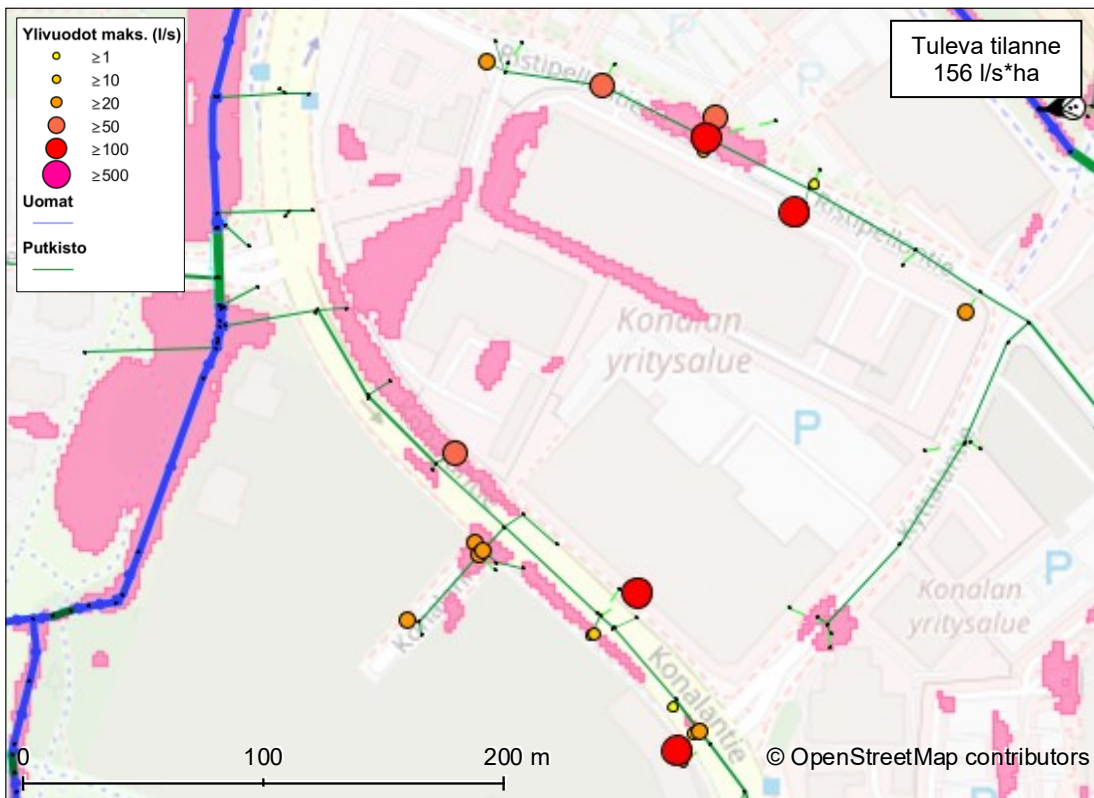 Ylivuodot maks. (l/s)
≥1
≥10
≥20
≥50
≥100
≥500
Uomat
Putkisto
Tuleva tilanne
156 l/s*ha
P
P
Ristipellontie
Konalan
yritysalue
P
Konalan
yritysalue
P
Konalantie
0 100 200 m
© OpenStreetMap contributors